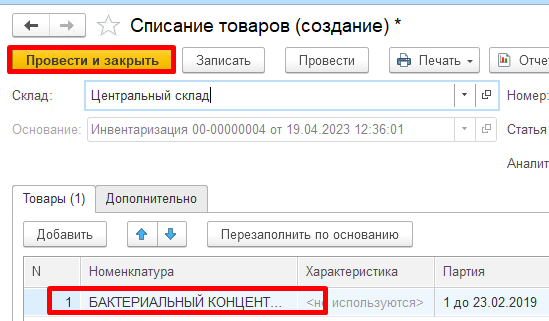 Списание товаров (создание) *
Провести и закрыть Записать Провести Печать Отче
Склад: Центральный склад Номер:
Основание: Инвентаризация 00-00000004 от 19.04.2023 12:36:01 Статья
Аналит
Товары (1) Дополнительно
Добавить Перезаполнить по основанию
N Номенклатура Характеристика Партия
1 БАКТЕРИАЛЬНЫЙ КОНЦЕНТ... <не используются> 1 до 23.02.2019